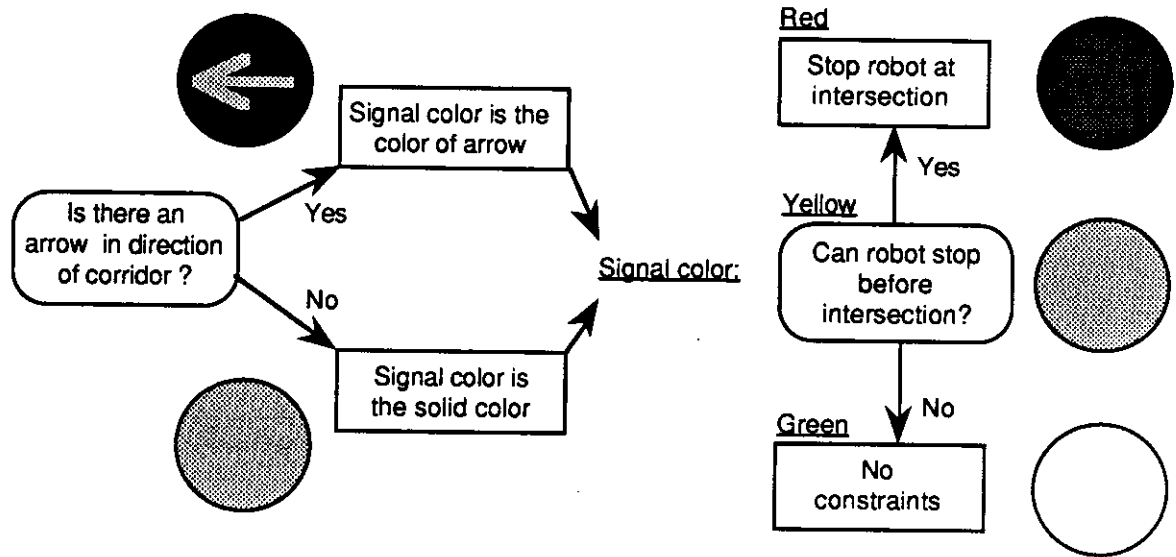 Is there an
arrow in direction
of corridor ?
Yes
Signal color is the
color of arrow
No
Signal color is
the solid color
Signal color:
Red
Stop robot at
intersection
Yes
Yellow
Can robot stop
before
intersection?
No
Green
No
constraints